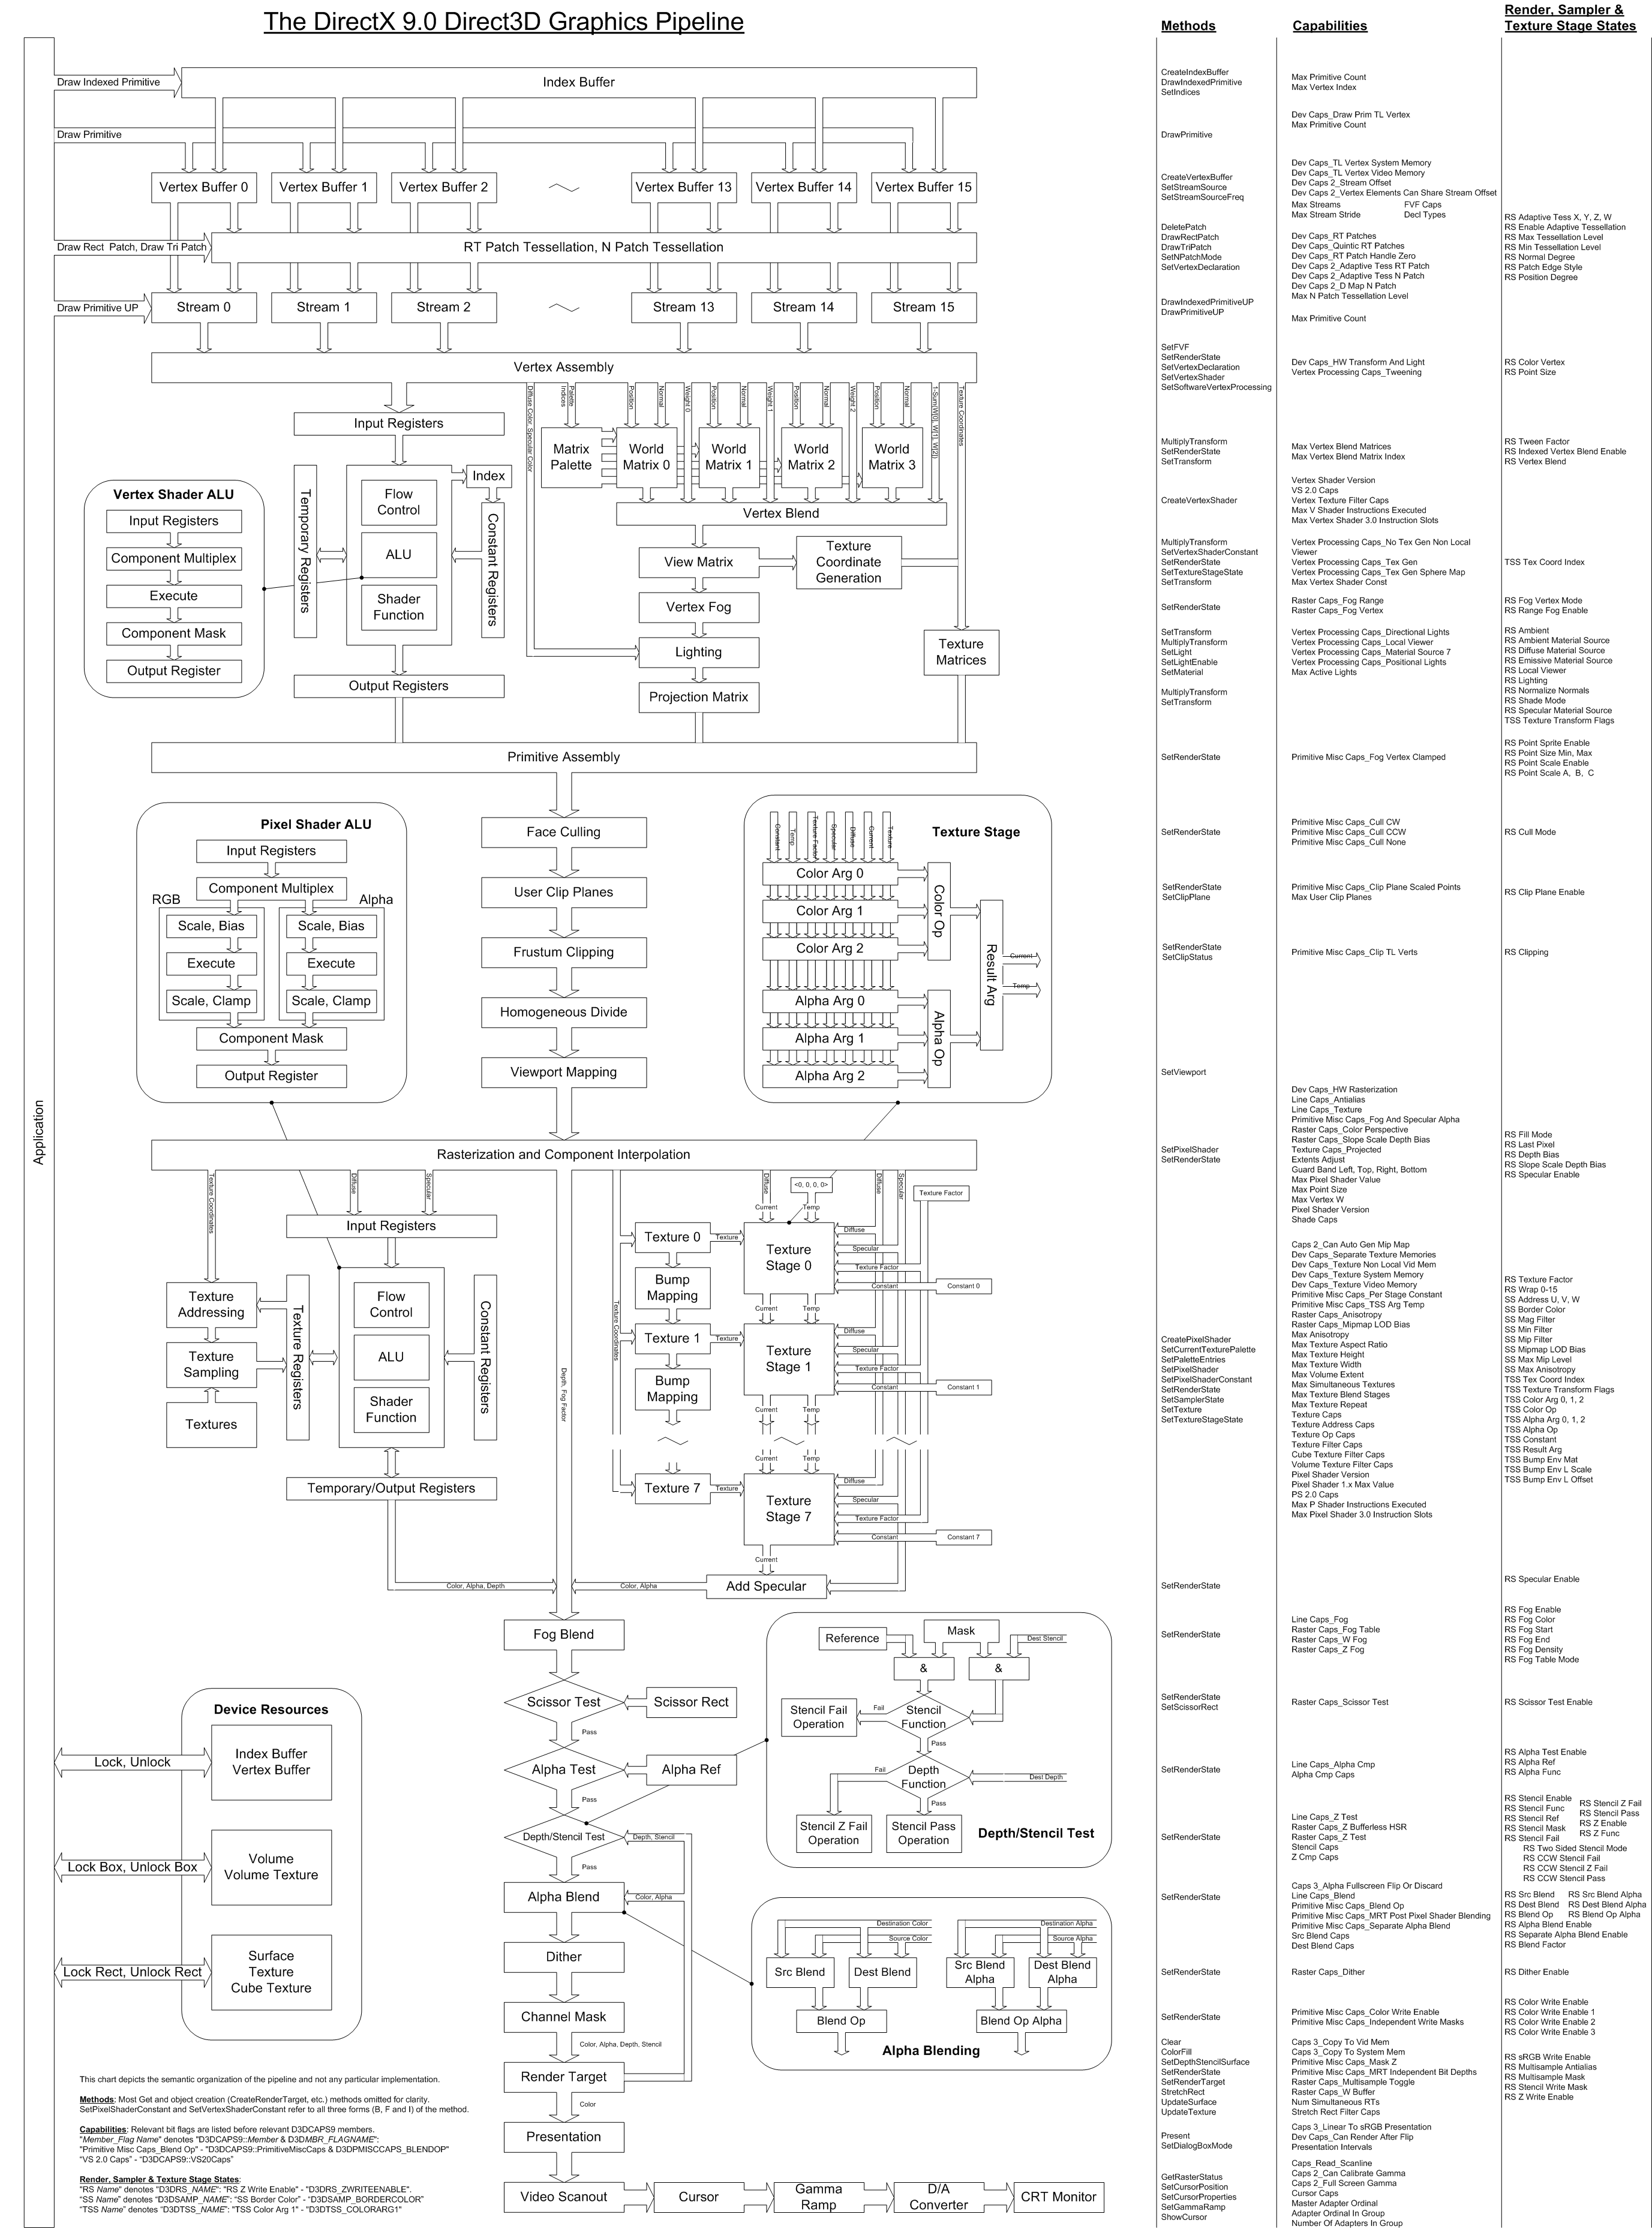 The DirectX 9.0 Direct3D Graphics Pipeline
Application
Draw Indexed Primitive
Index Buffer
Draw Primitive
Vertex Buffer 0
Vertex Buffer 1
Vertex Buffer 2
Vertex Buffer 13
Vertex Buffer 14
Vertex Buffer 15
Draw Rect Patch, Draw Tri Patch
RT Patch Tessellation, N Patch Tessellation
Draw Primitive UP
Stream 0
Stream 1
Stream 2
Stream 13
Stream 14
Stream 15
Vertex Assembly
Diffuse Color, Specular Color
Palette
Indices
Position
Normal
Weight 0
Position
Normal
Weight 1
Position
Normal
Weight 2
Position
Normal
1-Sum(W[0], W[1], W[2])
Texture Coordinates
Input Registers
Matrix
Palette
World
Matrix 0
World
Matrix 1
World
Matrix 2
World
Matrix 3
Index
Temporary Registers
Flow
Control
ALU
Shader
Function
Constant Registers
Vertex Shader ALU
Input Registers
Component Multiplex
Execute
Component Mask
Output Register
Output Registers
Vertex Blend
View Matrix
Texture
Coordinate
Generation
Vertex Fog
Lighting
Projection Matrix
Texture
Matrices
Primitive Assembly
Face Culling
User Clip Planes
Frustum Clipping
Homogeneous Divide
Viewport Mapping
Pixel Shader ALU
Input Registers
Component Multiplex
RGB
Alpha
Scale, Bias
Scale, Bias
Execute
Execute
Scale, Clamp
Scale, Clamp
Component Mask
Output Register
Texture Stage
Constant
Temp
Texture Factor
Specular
Diffuse
Current
Texture
Color Arg 0
Color Arg 1
Color Arg 2
Color Op
Alpha Arg 0
Alpha Arg 1
Alpha Arg 2
Alpha Op
Result Arg
Current
Temp
Rasterization and Component Interpolation
Texture Coordinates
Diffuse
Specular
Depth, Fog Factor
Texture Coordinates
Diffuse
<0, 0, 0, 0>
Diffuse
Specular
Texture Factor
Input Registers
Texture
Addressing
Texture
Sampling
Textures
Texture Registers
Flow
Control
ALU
Shader
Function
Constant Registers
Temporary/Output Registers
Current
Temp
Texture 0
Texture
Texture
Stage 0
Diffuse
Specular
Texture Factor
Constant
Constant 0
Bump
Mapping
Current
Temp
Texture 1
Texture
Texture
Stage 1
Diffuse
Specular
Texture Factor
Constant
Constant 1
Bump
Mapping
Current
Temp
Current
Temp
Texture 7
Texture
Texture
Stage 7
Diffuse
Specular
Texture Factor
Constant
Constant 7
Current
Color, Alpha, Depth
Color, Alpha
Add Specular
Fog Blend
Scissor Test
Scissor Rect
Pass
Alpha Test
Alpha Ref
Pass
Depth/Stencil Test
Depth, Stencil
Pass
Alpha Blend
Color, Alpha
Dither
Channel Mask
Color, Alpha, Depth, Stencil
Render Target
Color
Presentation
Video Scanout
Cursor
Gamma
Ramp
D/A
Converter
CRT Monitor
Reference
Mask
Dest Stencil
&
&
Stencil Fail
Operation
Fail
Stencil
Function
Pass
Fail
Depth
Function
Dest Depth
Pass
Stencil Z Fail
Operation
Stencil Pass
Operation
Depth/Stencil Test
Destination Color
Source Color
Destination Alpha
Source Alpha
Src Blend
Dest Blend
Src Blend
Alpha
Dest Blend
Alpha
Blend Op
Blend Op Alpha
Alpha Blending
Device Resources
Lock, Unlock
Index Buffer
Vertex Buffer
Lock Box, Unlock Box
Volume
Volume Texture
Lock Rect, Unlock Rect
Surface
Texture
Cube Texture
This chart depicts the semantic organization of the pipeline and not any particular implementation.
Methods: Most Get and object creation (CreateRenderTarget, etc.) methods omitted for clarity.
SetPixelShaderConstant and SetVertexShaderConstant refer to all three forms (B, F and I) of the method.
Capabilities: Relevant bit flags are listed before relevant D3DCAPS9 members.
"Member_Flag Name" denotes "D3DCAPS9::Member & D3DMBR_FLAGNAME":
"Primitive Misc Caps_Blend Op" - "D3DCAPS9::PrimitiveMiscCaps & D3DPMISCCAPS_BLENDOP"
"VS 2.0 Caps" - "D3DCAPS9::VS20Caps"
Render, Sampler & Texture Stage States:
"RS Name" denotes "D3DRS_NAME": "RS Z Write Enable" - "D3DRS_ZWRITEENABLE".
"SS Name" denotes "D3DSAMP_NAME": "SS Border Color" - "D3DSAMP_BORDERCOLOR"
"TSS Name" denotes "D3DTSS_NAME": "TSS Color Arg 1" - "D3DTSS_COLORARG1"
Methods
CreateIndexBuffer
DrawIndexedPrimitive
SetIndices
DrawPrimitive
CreateVertexBuffer
SetStreamSource
SetStreamSourceFreq
DeletePatch
DrawRectPatch
DrawTriPatch
SetNPatchMode
SetVertexDeclaration
DrawIndexedPrimitiveUP
DrawPrimitiveUP
SetFVF
SetRenderState
SetVertexDeclaration
SetVertexShader
SetSoftwareVertexProcessing
MultiplyTransform
SetRenderState
SetTransform
CreateVertexShader
MultiplyTransform
SetVertexShaderConstant
SetRenderState
SetTextureStageState
SetTransform
SetRenderState
SetTransform
MultiplyTransform
SetLight
SetLightEnable
SetMaterial
MultiplyTransform
SetTransform
SetRenderState
SetRenderState
SetRenderState
SetClipPlane
SetRenderState
SetClipStatus
SetViewport
SetPixelShader
SetRenderState
CreatePixelShader
SetCurrentTexturePalette
SetPaletteEntries
SetPixelShader
SetPixelShaderConstant
SetRenderState
SetSamplerState
SetTexture
SetTextureStageState
SetRenderState
SetRenderState
SetRenderState
SetScissorRect
SetRenderState
SetRenderState
SetRenderState
SetRenderState
SetRenderState
Clear
ColorFill
SetDepthStencilSurface
SetRenderState
SetRenderTarget
StretchRect
UpdateSurface
UpdateTexture
Present
SetDialogBoxMode
GetRasterStatus
SetCursorPosition
SetCursorProperties
SetGammaRamp
ShowCursor
Capabilities
Max Primitive Count
Max Vertex Index
Dev Caps_Draw Prim TL Vertex
Max Primitive Count
Dev Caps_TL Vertex System Memory
Dev Caps_TL Vertex Video Memory
Dev Caps 2_Stream Offset
Dev Caps 2_Vertex Elements Can Share Stream Offset
Max Streams FVF Caps
Max Stream Stride Decl Types
Dev Caps_RT Patches
Dev Caps_Quintic RT Patches
Dev Caps_RT Patch Handle Zero
Dev Caps 2_Adaptive Tess RT Patch
Dev Caps 2_Adaptive Tess N Patch
Dev Caps 2_D Map N Patch
Max N Patch Tessellation Level
Max Primitive Count
Dev Caps_HW Transform And Light
Vertex Processing Caps_Tweening
Max Vertex Blend Matrices
Max Vertex Blend Matrix Index
Vertex Shader Version
VS 2.0 Caps
Vertex Texture Filter Caps
Max V Shader Instructions Executed
Max Vertex Shader 3.0 Instruction Slots
Vertex Processing Caps_No Tex Gen Non Local
Viewer
Vertex Processing Caps_Tex Gen
Vertex Processing Caps_Tex Gen Sphere Map
Max Vertex Shader Const
Raster Caps_Fog Range
Raster Caps_Fog Vertex
Vertex Processing Caps_Directional Lights
Vertex Processing Caps_Local Viewer
Vertex Processing Caps_Material Source 7
Vertex Processing Caps_Positional Lights
Max Active Lights
Primitive Misc Caps_Fog Vertex Clamped
Primitive Misc Caps_Cull CW
Primitive Misc Caps_Cull CCW
Primitive Misc Caps_Cull None
Primitive Misc Caps_Clip Plane Scaled Points
Max User Clip Planes
Primitive Misc Caps_Clip TL Verts
Dev Caps_HW Rasterization
Line Caps_Antialias
Line Caps_Texture
Primitive Misc Caps_Fog And Specular Alpha
Raster Caps_Color Perspective
Raster Caps_Slope Scale Depth Bias
Texture Caps_Projected
Extents Adjust
Guard Band Left, Top, Right, Bottom
Max Pixel Shader Value
Max Point Size
Max Vertex W
Pixel Shader Version
Shade Caps
Caps 2_Can Auto Gen Mip Map
Dev Caps_Separate Texture Memories
Dev Caps_Texture Non Local Vid Mem
Dev Caps_Texture System Memory
Dev Caps_Texture Video Memory
Primitive Misc Caps_Per Stage Constant
Primitive Misc Caps_TSS Arg Temp
Raster Caps_Anisotropy
Raster Caps_Mipmap LOD Bias
Max Anisotropy
Max Texture Aspect Ratio
Max Texture Height
Max Texture Width
Max Volume Extent
Max Simultaneous Textures
Max Texture Blend Stages
Max Texture Repeat
Texture Caps
Texture Address Caps
Texture Op Caps
Texture Filter Caps
Cube Texture Filter Caps
Volume Texture Filter Caps
Pixel Shader Version
Pixel Shader 1.x Max Value
PS 2.0 Caps
Max P Shader Instructions Executed
Max Pixel Shader 3.0 Instruction Slots
Line Caps_Fog
Raster Caps_Fog Table
Raster Caps_W Fog
Raster Caps_Z Fog
Raster Caps_Scissor Test
Line Caps_Alpha Cmp
Alpha Cmp Caps
Line Caps_Z Test
Raster Caps_Z Bufferless HSR
Raster Caps_Z Test
Stencil Caps
Z Cmp Caps
Caps 3_Alpha Fullscreen Flip Or Discard
Line Caps_Blend
Primitive Misc Caps_Blend Op
Primitive Misc Caps_MRT Post Pixel Shader Blending
Primitive Misc Caps_Separate Alpha Blend
Src Blend Caps
Dest Blend Caps
Raster Caps_Dither
Primitive Misc Caps_Color Write Enable
Primitive Misc Caps_Independent Write Masks
Caps 3_Copy To Vid Mem
Caps 3_Copy To System Mem
Primitive Misc Caps_Mask Z
Primitive Misc Caps_MRT Independent Bit Depths
Raster Caps_Multisample Toggle
Raster Caps_W Buffer
Num Simultaneous RTs
Stretch Rect Filter Caps
Caps 3_Linear To sRGB Presentation
Dev Caps_Can Render After Flip
Presentation Intervals
Caps_Read_Scanline
Caps 2_Can Calibrate Gamma
Caps 2_Full Screen Gamma
Cursor Caps
Master Adapter Ordinal
Adapter Ordinal In Group
Number Of Adapters In Group
Render, Sampler &
Texture Stage States
RS Adaptive Tess X, Y, Z, W
RS Enable Adaptive Tessellation
RS Max Tessellation Level
RS Min Tessellation Level
RS Normal Degree
RS Patch Edge Style
RS Position Degree
RS Color Vertex
RS Point Size
RS Tween Factor
RS Indexed Vertex Blend Enable
RS Vertex Blend
TSS Tex Coord Index
RS Fog Vertex Mode
RS Range Fog Enable
RS Ambient
RS Ambient Material Source
RS Diffuse Material Source
RS Emissive Material Source
RS Local Viewer
RS Lighting
RS Normalize Normals
RS Shade Mode
RS Specular Material Source
TSS Texture Transform Flags
RS Point Sprite Enable
RS Point Size Min, Max
RS Point Scale Enable
RS Point Scale A, B, C
RS Cull Mode
RS Clip Plane Enable
RS Clipping
RS Fill Mode
RS Last Pixel
RS Depth Bias
RS Slope Scale Depth Bias
RS Specular Enable
RS Texture Factor
RS Wrap 0-15
SS Address U, V, W
SS Border Color
SS Mag Filter
SS Min Filter
SS Mip Filter
SS Mipmap LOD Bias
SS Max Mip Level
SS Max Anisotropy
TSS Tex Coord Index
TSS Texture Transform Flags
TSS Color Arg 0, 1, 2
TSS Color Op
TSS Alpha Arg 0, 1, 2
TSS Alpha Op
TSS Constant
TSS Result Arg
TSS Bump Env Mat
TSS Bump Env L Scale
TSS Bump Env L Offset
RS Specular Enable
RS Fog Enable
RS Fog Color
RS Fog Start
RS Fog End
RS Fog Density
RS Fog Table Mode
RS Scissor Test Enable
RS Alpha Test Enable
RS Alpha Ref
RS Alpha Func
RS Stencil Enable
RS Stencil Func
RS Stencil Ref
RS Stencil Mask
RS Stencil Fail
RS Stencil Z Fail
RS Stencil Pass
RS Z Enable
RS Z Func
RS Two Sided Stencil Mode
RS CCW Stencil Fail
RS CCW Stencil Z Fail
RS CCW Stencil Pass
RS Src Blend RS Src Blend Alpha
RS Dest Blend RS Dest Blend Alpha
RS Blend Op RS Blend Op Alpha
RS Alpha Blend Enable
RS Separate Alpha Blend Enable
RS Blend Factor
RS Dither Enable
RS Color Write Enable
RS Color Write Enable 1
RS Color Write Enable 2
RS Color Write Enable 3
RS sRGB Write Enable
RS Multisample Antialias
RS Multisample Mask
RS Stencil Write Mask
RS Z Write Enable